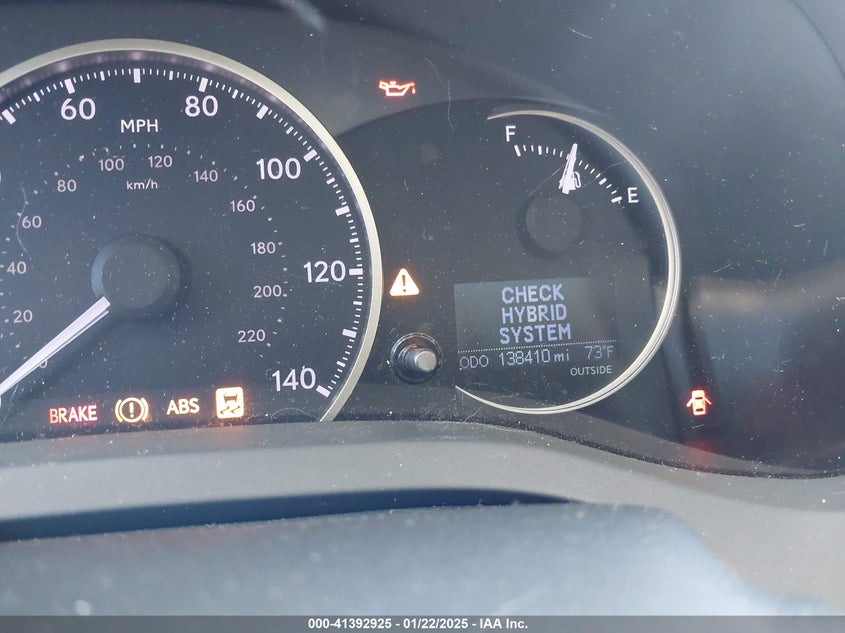 60 80
MPH
100 120
km/h
80 140
100
60 160
40 180
120
20 200
0 220
140
BRAKE ABS
F
E
CHECK
HYBRID
SYSTEM
ODO 138410 mi 73°F
OUTSIDE
000-41392925 - 01/22/2025 - IAA Inc.